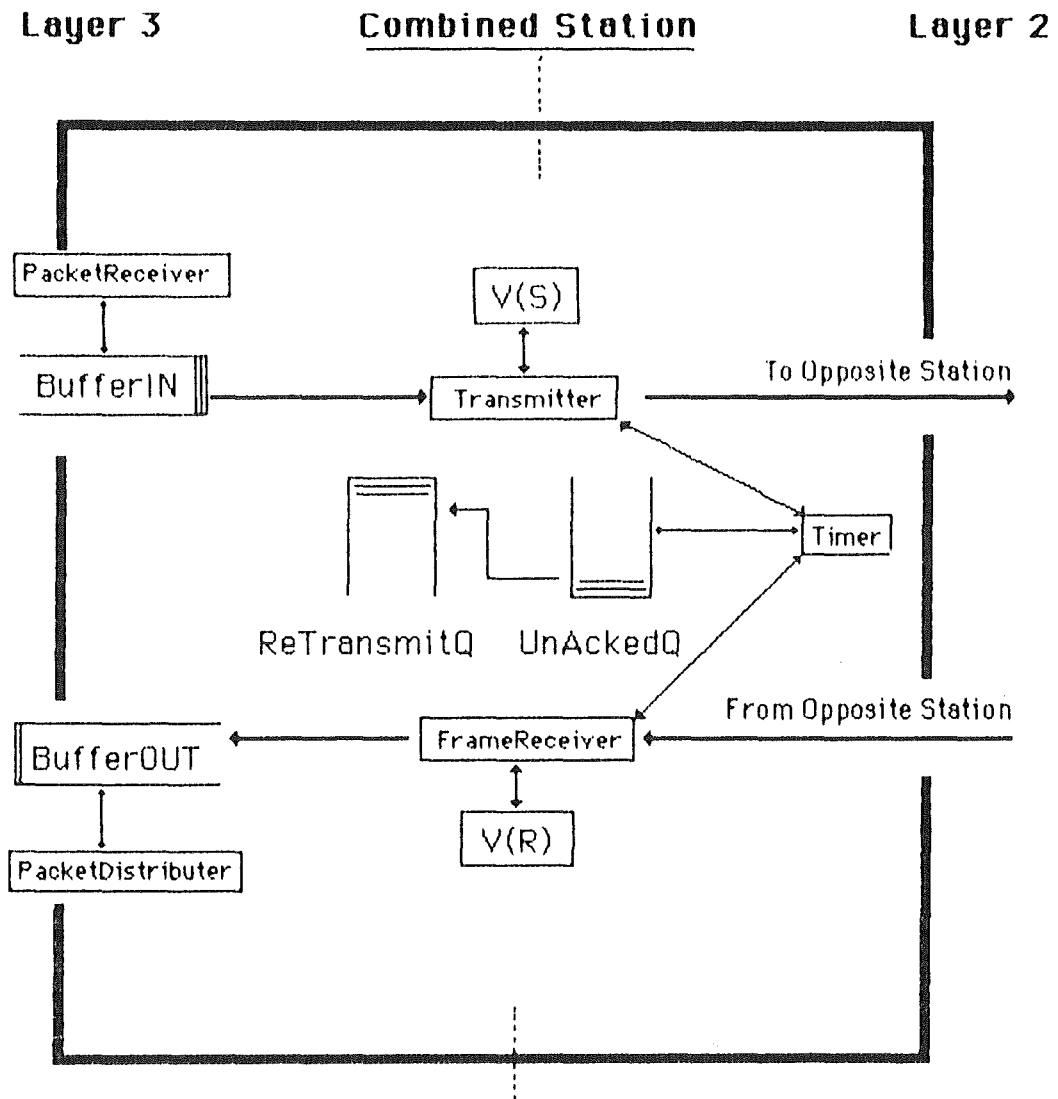 Layer 3
Combined Station
Layer 2
PacketReceiver
V(S)
BufferIN
Transmitter
To Opposite Station
Timer
ReTransmitQ
UnAckedQ
From Opposite Station
FrameReceiver
BufferOUT
V(R)
PacketDistributer